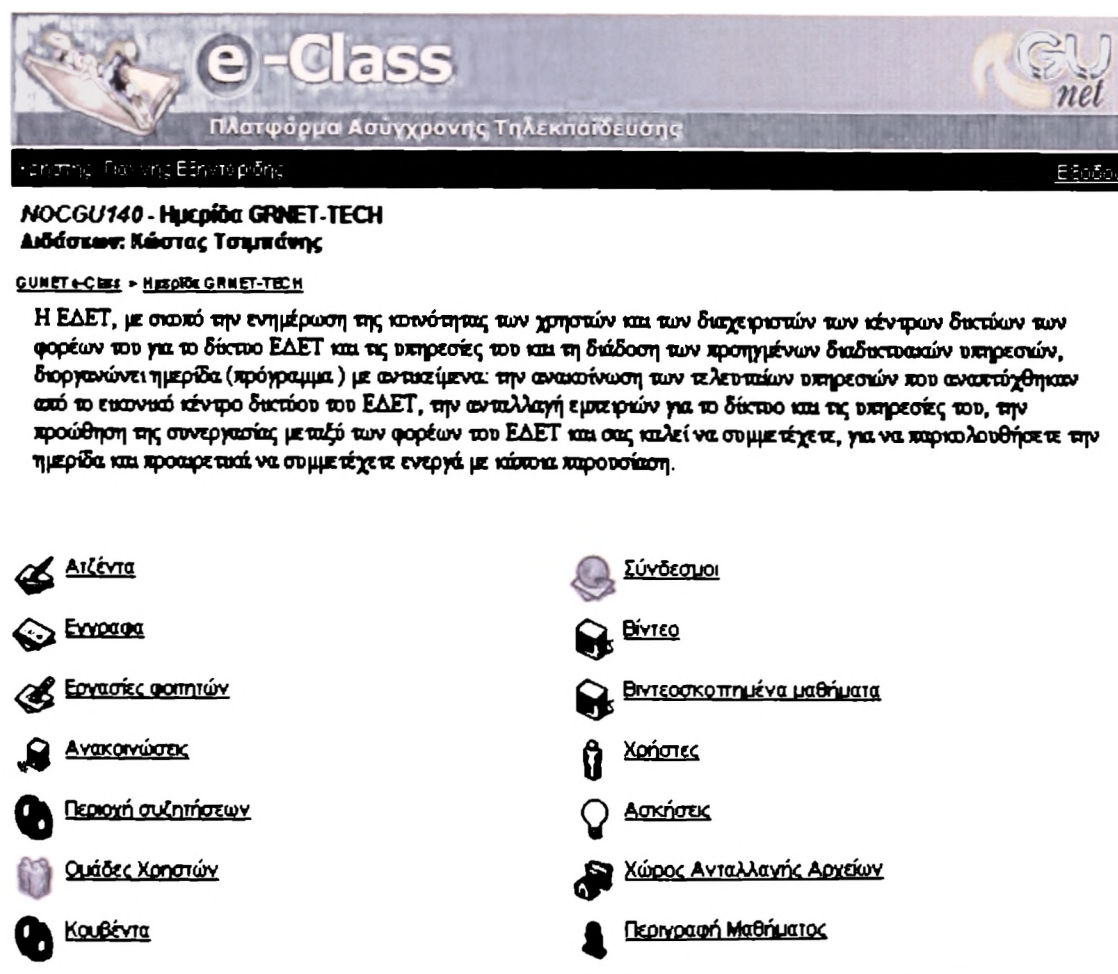 e-Class
GU
net
Πλατφόρμα Ασύγχρονης Τηλεκπαίδευσης
Έξοδος
NOCGU140 - Ημερίδα GRNET-TECH
Διδάσκων: Κώστας Τσιμπάνης
GUNET e-Class > Ημερίδα GRNET-TECH
Η ΕΔΕΤ, με σκοπό την ενημέρωση της κοινότητας των χρηστών και των διαχειριστών των κέντρων δικτύων των
φορέων του για το δίκτυο ΕΔΕΤ και τις υπηρεσίες του και τη διάδοση των προηγμένων διαδικτυακών υπηρεσιών,
διοργανώνει ημερίδα (πρόγραμμα ) με αντικείμενα: την ανακοίνωση των τελευταίων υπηρεσιών που αναπτύχθηκαν
από το εικονικό κέντρο δικτύου του ΕΔΕΤ, την ανταλλαγή εμπειριών για το δίκτυο και τις υπηρεσίες του, την
προώθηση της συνεργασίας μεταξύ των φορέων του ΕΔΕΤ και σας καλεί να συμμετέχετε, για να παρκολουθήσετε την
ημερίδα και προαιρετικά να συμμετέχετε ενεργά με κάποια παρουσίαση.
Ατζέντα
Εγγραφα
Εργασίες φοιτητών
Ανακοινώσεις
Περιοχή συζητήσεων
Ομάδες Χρηστών
Κουβέντα
Σύνδεσμοι
Βίντεο
Βιντεοσκοπημένα μαθήματα
Χρήστες
Ασκήσεις
Χώρος Ανταλλαγής Αρχείων
Περιγραφή Μαθήματος